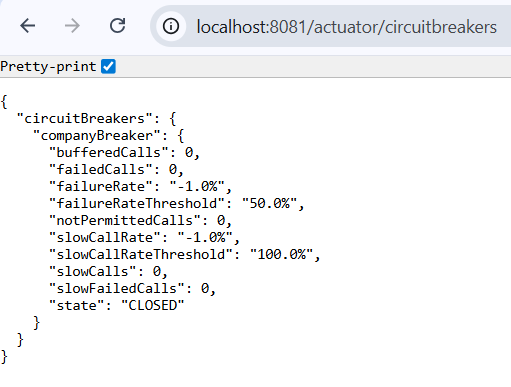 localhost:8081/actuator/circuitbreakers
Pretty-print
{
  "circuitBreakers": {
    "companyBreaker": {
      "bufferedCalls": 0,
      "failedCalls": 0,
      "failureRate": "-1.0%",
      "failureRateThreshold": "50.0%",
      "notPermittedCalls": 0,
      "slowCallRate": "-1.0%",
      "slowCallRateThreshold": "100.0%",
      "slowCalls": 0,
      "slowFailedCalls": 0,
      "state": "CLOSED"
    }
  }
}